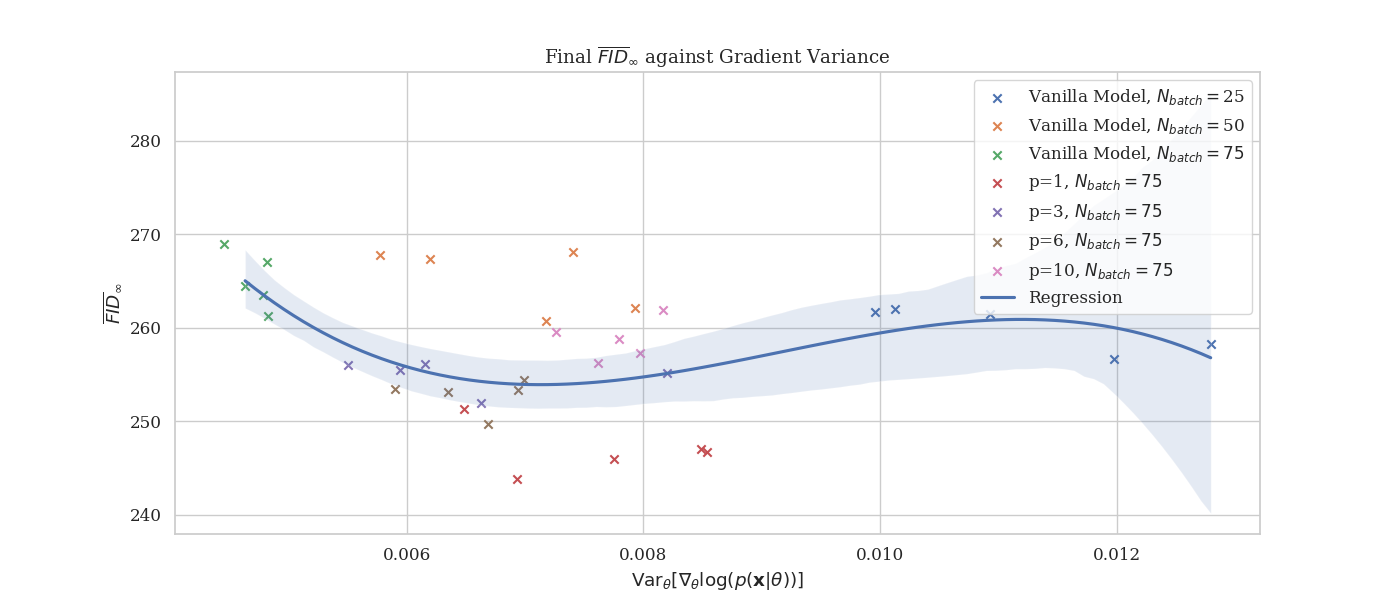 Final $\overline{FID}_\infty$ against Gradient Variance
Vanilla Model, $N_{batch} = 25$
Vanilla Model, $N_{batch} = 50$
Vanilla Model, $N_{batch} = 75$
p=1, $N_{batch} = 75$
p=3, $N_{batch} = 75$
p=6, $N_{batch} = 75$
p=10, $N_{batch} = 75$
Regression
$\overline{FID}_\infty$
280
270
260
250
240
0.006 0.008 0.010 0.012
$\mathrm{Var}_\theta[\nabla_\theta \log(p(\mathbf{x}|\theta))]$